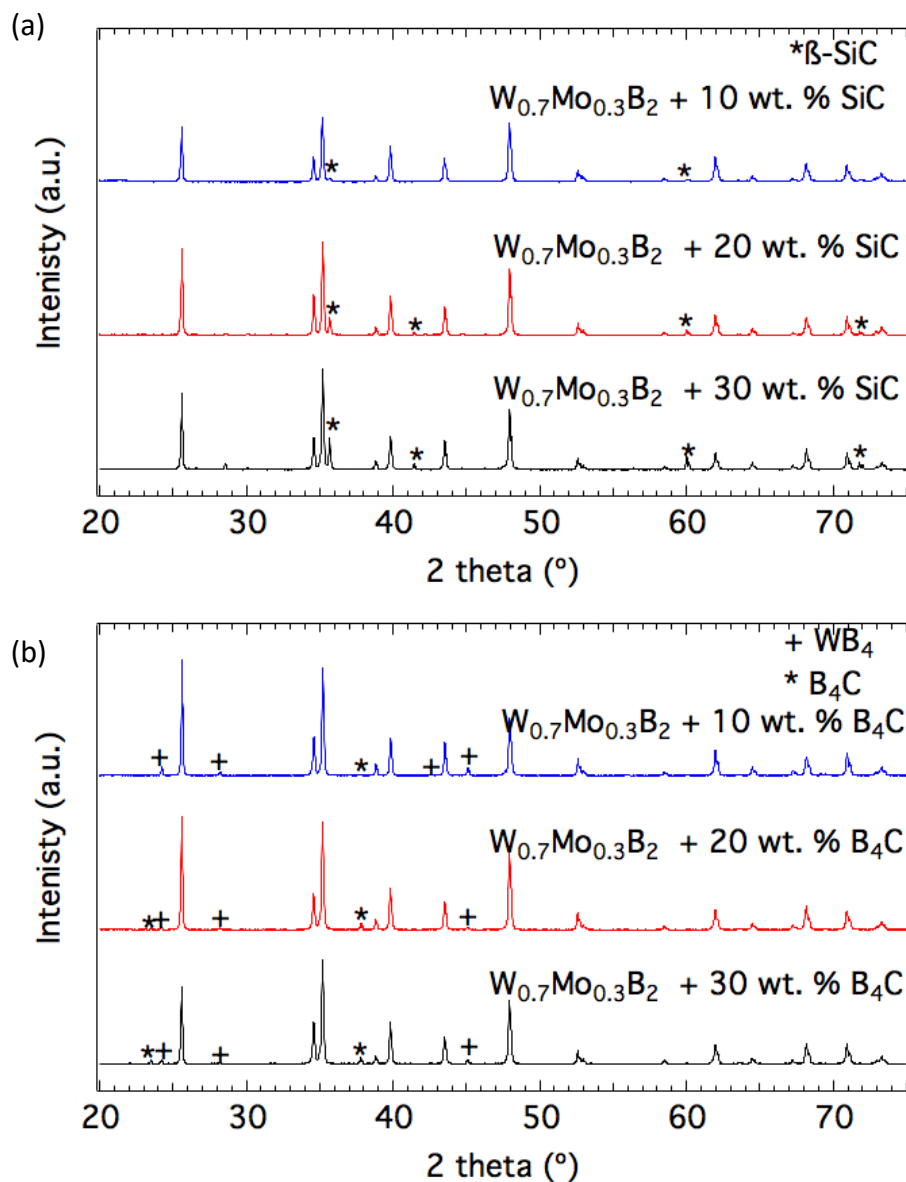 (a)
*ß-SiC
W0.7Mo0.3B2 + 10 wt. % SiC
*
*
W0.7Mo0.3B2 + 20 wt. % SiC
* * * *
W0.7Mo0.3B2 + 30 wt. % SiC
* * * *
Intenisty (a.u.)
20 30 40 50 60 70
2 theta (º)
(b)
+ WB4
* B4C
W0.7Mo0.3B2 + 10 wt. % B4C
+ + * + +
W0.7Mo0.3B2 + 20 wt. % B4C
* + + * +
W0.7Mo0.3B2 + 30 wt. % B4C
* + + * +
Intenisty (a.u.)
20 30 40 50 60 70
2 theta (º)